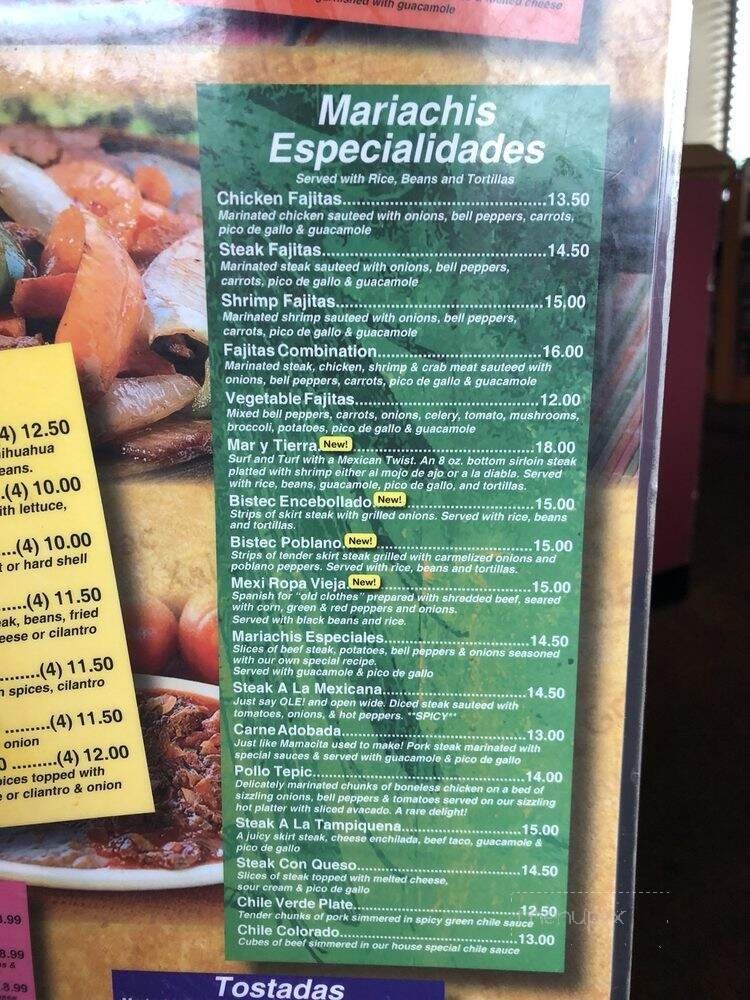 garnished with guacamole
melted cheese
Mariachis
Especialidades
Served with Rice, Beans and Tortillas
Chicken Fajitas..............................................13.50
Marinated chicken sauteed with onions, bell peppers, carrots,
pico de gallo & guacamole
Steak Fajitas..................................................14.50
Marinated steak sauteed with onions, bell peppers,
carrots, pico de gallo & guacamole
Shrimp Fajitas..............................................15.00
Marinated shrimp sauteed with onions, bell pepper,
carrots, pico de gallo & guacamole
Fajitas Combination.....................................16.00
Marinated steak, chicken, shrimp & crab meat sauteed with
onions, bell peppers, carrots, pico de gallo & guacamole
Vegetable Fajitas.........................................12.00
Mixed bell peppers, carrots, onions, celery, tomato, mushrooms,
broccoli, potatoes, pico de gallo & guacamole
Mar y Tierra. New! ........................................18.00
Surf and Turf with a Mexican Twist. An 8 oz. bottom sirloin steak
platted with shrimp either al mojo de ajo or a la diabla. Served
with rice, beans, guacamole, pico de gallo, and tortillas.
Bistec Encebollado. New! ............................15.00
Strips of skirt steak with grilled onions. Served with rice, beans
and tortillas.
Bistec Poblano. New! ...................................15.00
Strips of tender skirt steak grilled with carmelized onions and
poblano peppers. Served with rice, beans and tortillas.
Mexi Ropa Vieja. New! .................................15.00
Spanish for "old clothes" prepared with shredded beef, seared
with corn, green & red peppers and onions.
Served with black beans and rice.
Mariachis Especiales...................................14.50
Slices of beef steak, potatoes, bell peppers & onions seasoned
with our own special recipe.
Served with guacamole & pico de gallo
Steak A La Mexicana...................................14.50
Just say OLE! and open wide. Diced steak sauteed with
tomatoes, onions, & hot peppers. **SPICY**
Carne Adobada............................................13.00
Just like Mamacita used to make! Pork steak marinated with
special sauces & served with guacamole & pico de gallo
Pollo Tepic....................................................14.00
Delicately marinated chunks of boneless chicken on a bed of
sizzling onions, bell peppers & tomatoes served on our sizzling
hot platter with sliced avacado. A rare delight!
Steak A La Tampiquena..............................15.00
A juicy skirt steak, cheese enchilada, beef taco, guacamole &
pico de gallo
Steak Con Queso.........................................14.50
Slices of steak topped with melted cheese,
sour cream & pico de gallo
Chile Verde Plate..........................................12.50
Tender chunks of pork simmered in spicy green chile sauce
Chile Colorado.............................................13.00
Cubes of beef simmered in our house special chile sauce
4) 12.50
eans.
..(4) 10.00
ith lettuce,
....(4) 10.00
t or hard shell
.....(4) 11.50
eak, beans, fried
eese or cilantro
.......(4) 11.50
n spices, cilantro
........(4) 11.50
onion
.......(4) 12.00
pices topped with
e or cliantro & onion
8.99
8.99
Tostadas
menupix